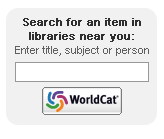 Search for an item in
libraries near you:
Enter title, subject or person
WorldCat®